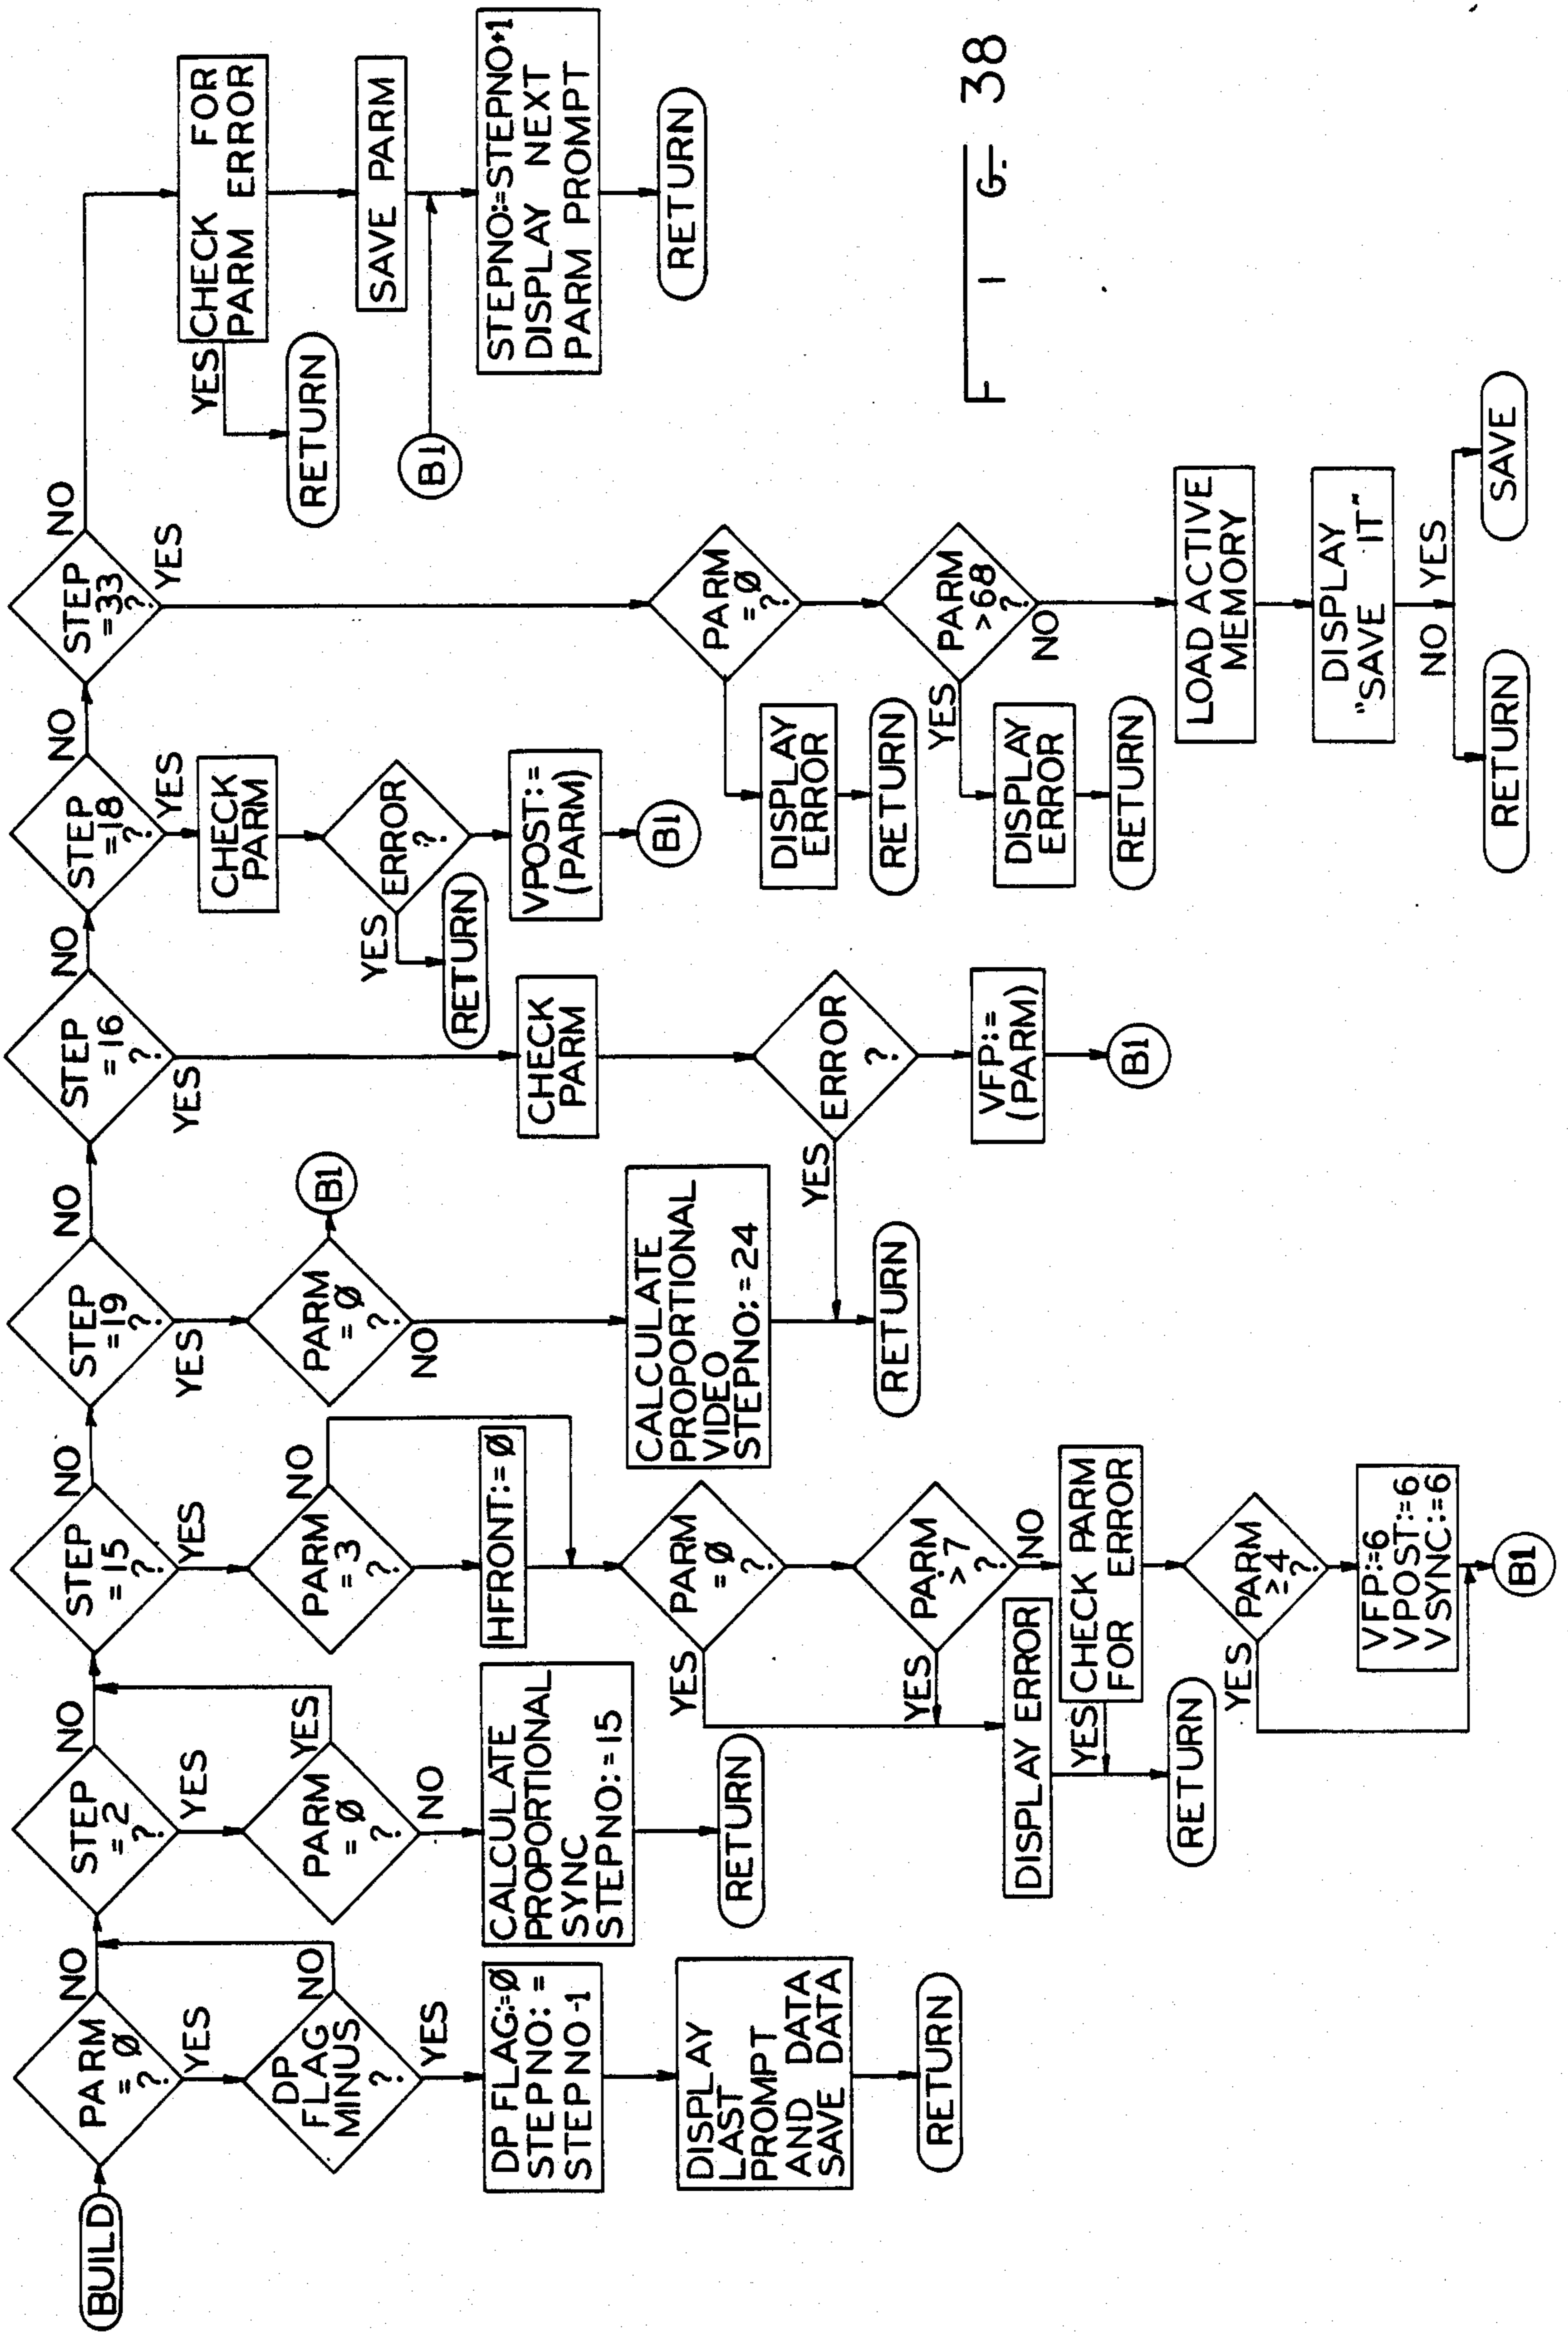 BUILD
PARM
= Ø
?
NO
YES
DP
FLAG
MINUS
?
NO
YES
DP FLAG:=Ø
STEPNO: =
STEPNO-1
DISPLAY
LAST
PROMPT
AND DATA
SAVE DATA
RETURN
STEP
= 2
?
NO
YES
PARM
= Ø
?
YES
NO
CALCULATE
PROPORTIONAL
SYNC
STEPNO:=15
RETURN
STEP
= 15
?
NO
YES
PARM
= 3
?
NO
HFRONT:= Ø
PARM
= Ø
?
YES
PARM
> 7
?
YES
NO
DISPLAY ERROR
CHECK PARM
FOR ERROR
YES
RETURN
PARM
≥4
?
YES
VFP:=6
VPOST:=6
VSYNC:=6
B1
STEP
= 19
?
NO
YES
PARM
= Ø
?
B1
NO
CALCULATE
PROPORTIONAL
VIDEO
STEPNO: = 24
RETURN
STEP
= 16
?
NO
YES
CHECK
PARM
ERROR
?
YES
VFP:=
(PARM)
B1
STEP
=18
?
NO
YES
CHECK
PARM
ERROR
?
YES
RETURN
VPOST:=
(PARM)
B1
STEP
= 33
?
NO
YES
PARM
= Ø
?
DISPLAY
ERROR
RETURN
PARM
>68
?
YES
NO
DISPLAY
ERROR
RETURN
LOAD ACTIVE
MEMORY
DISPLAY
"SAVE IT"
NO
YES
RETURN
SAVE
CHECK FOR
PARM ERROR
YES
RETURN
SAVE PARM
B1
STEPNO:=STEPNO+1
DISPLAY NEXT
PARM PROMPT
RETURN
FIG. 38